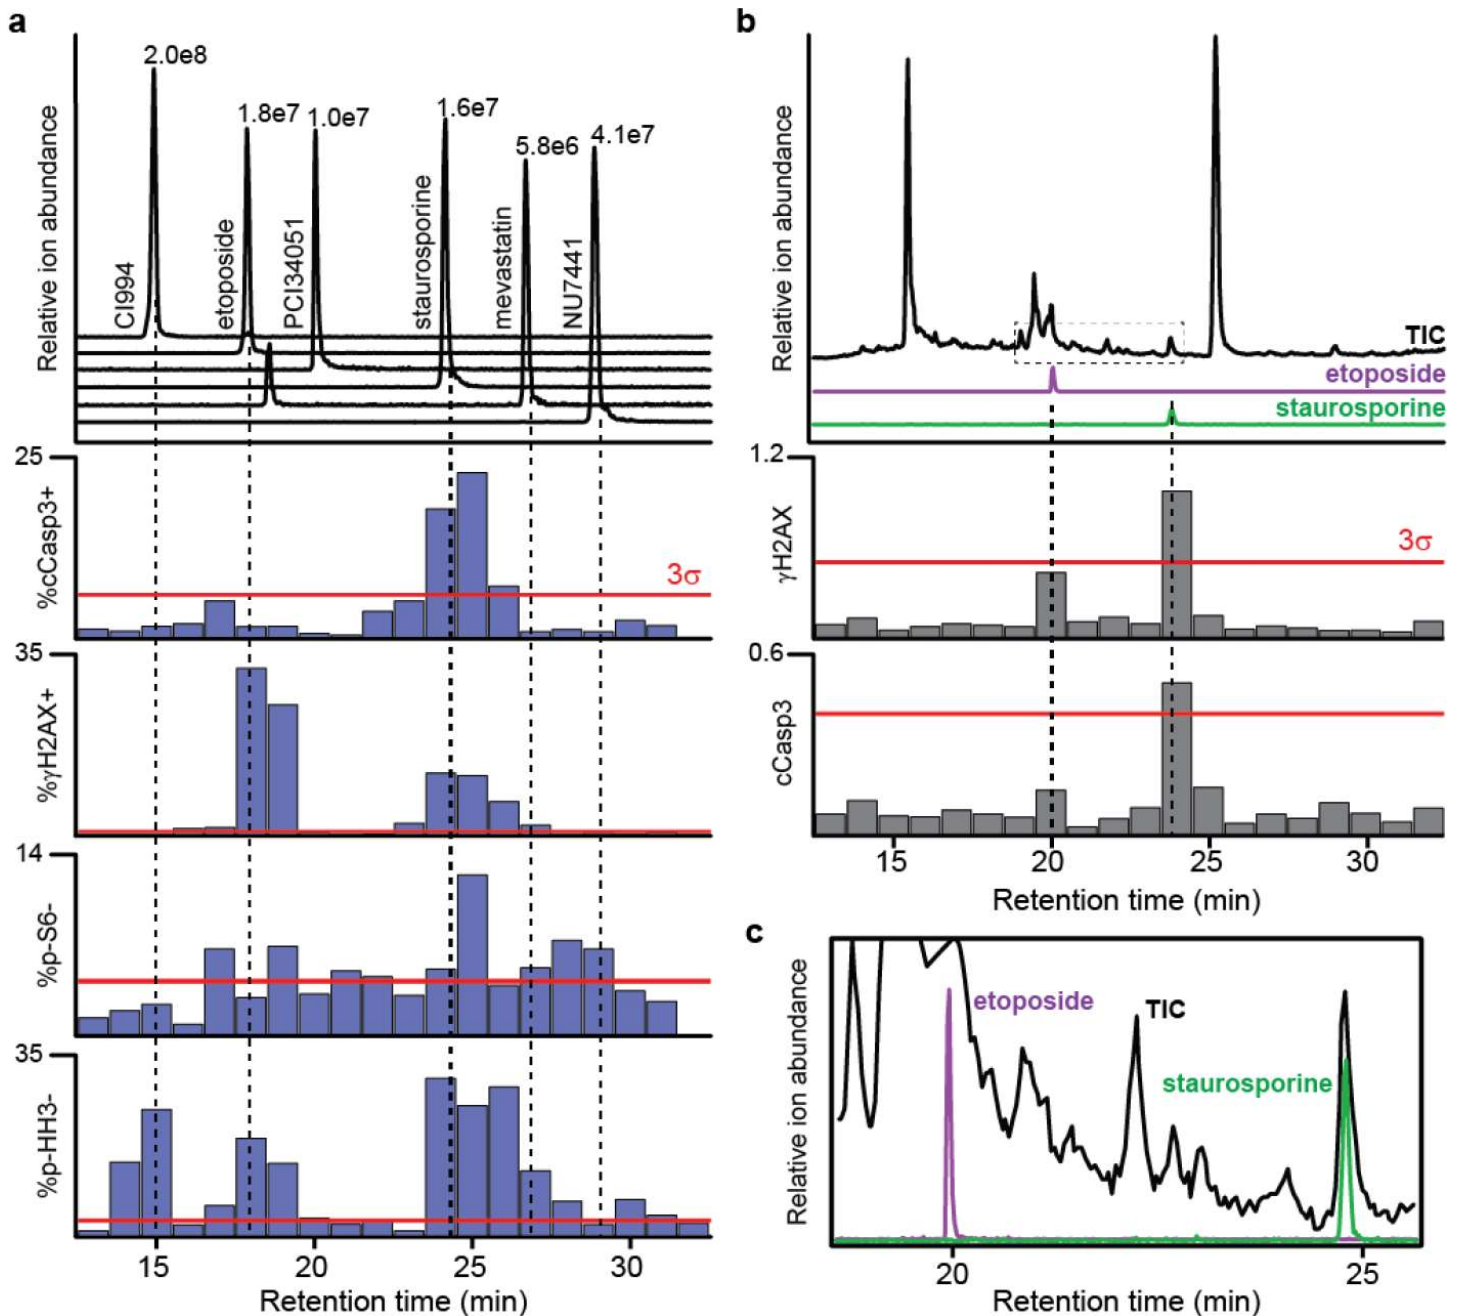 a
Relative ion abundance
2.0e8
1.8e7
1.0e7
1.6e7
5.8e6
4.1e7
CI994
etoposide
PCI34051
staurosporine
mevastatin
NU7441
25
%cCasp3+
3σ
35
%γH2AX+
14
%p-S6-
35
%p-HH3-
15 20 25 30
Retention time (min)
b
Relative ion abundance
TIC
etoposide
staurosporine
1.2
γH2AX
3σ
0.6
cCasp3
15 20 25 30
Retention time (min)
c
Relative ion abundance
etoposide
TIC
staurosporine
20 25
Retention time (min)